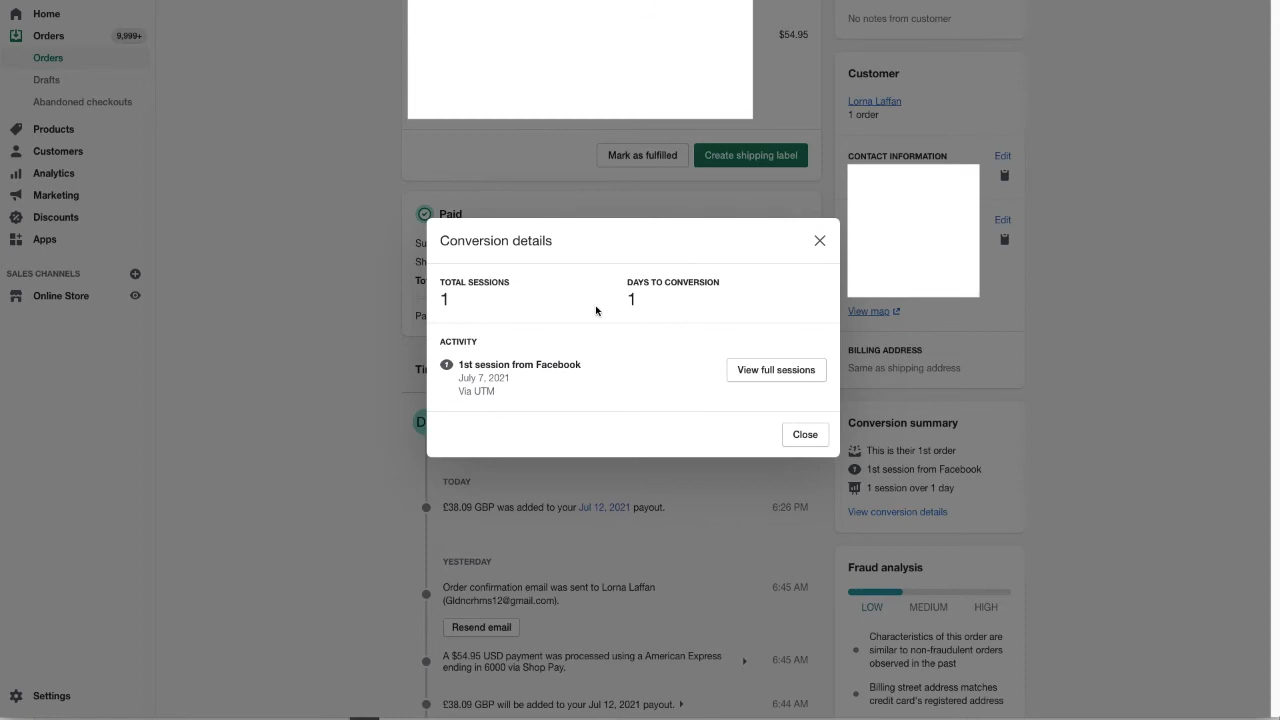 Home
Orders 9,999+
Orders
Drafts
Abandoned checkouts
Products
Customers
Analytics
Marketing
Discounts
Apps
SALES CHANNELS
Online Store
Settings
$54.95
Mark as fulfilled Create shipping label
Paid
Su
Sh
To
Pa
Ti
D
Conversion details
TOTAL SESSIONS DAYS TO CONVERSION
1 1
ACTIVITY
1st session from Facebook
July 7, 2021
Via UTM
View full sessions
Close
TODAY
£38.09 GBP was added to your Jul 12, 2021 payout. 6:26 PM
YESTERDAY
Order confirmation email was sent to Lorna Laffan 6:45 AM
(Gldncrhms12@gmail.com).
Resend email
A $54.95 USD payment was processed using a American Express 6:45 AM
ending in 6000 via Shop Pay.
£38.09 GBP will be added to your Jul 12, 2021 payout. 6:44 AM
No notes from customer
Customer
Lorna Laffan
1 order
CONTACT INFORMATION Edit
Edit
View map
BILLING ADDRESS
Same as shipping address
Conversion summary
This is their 1st order
1st session from Facebook
1 session over 1 day
View conversion details
Fraud analysis
LOW MEDIUM HIGH
Characteristics of this order are
similar to non-fraudulent orders
observed in the past
Billing street address matches
credit card's registered address